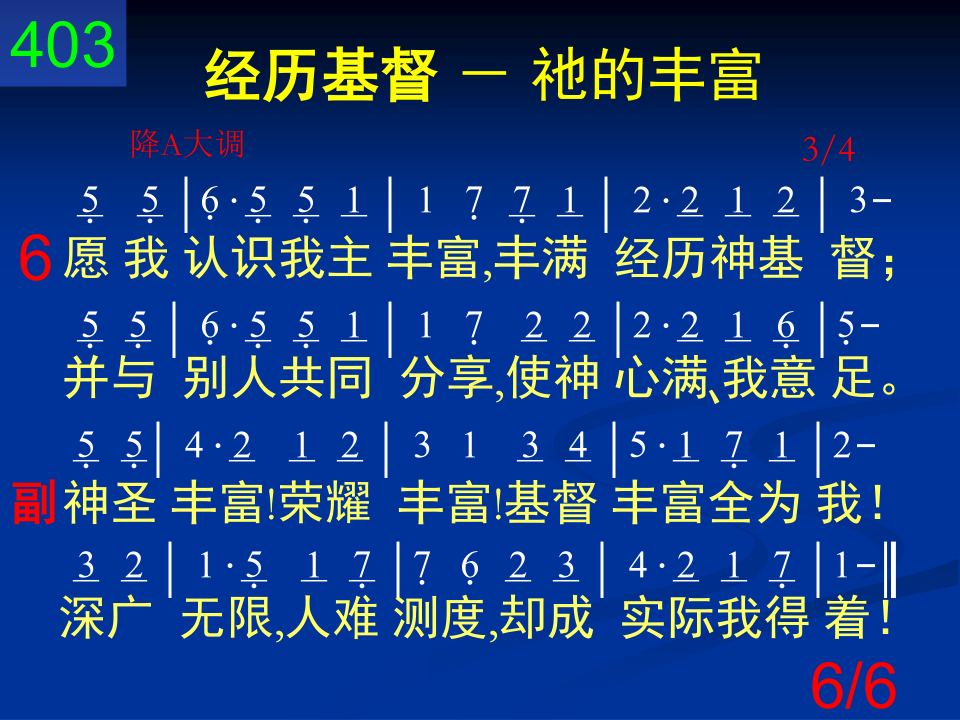 403
经历基督 － 祂的丰富
降A大调 3/4
5̣ 5̣ | 6̣ · 5̣ 5̣ 1 | 1 7̣ 7̣ 1 | 2 · 2 1 2 | 3 -
6 愿 我 认识我主 丰富,丰满 经历神基 督；
5̣ 5̣ | 6̣ · 5̣ 5̣ 1 | 1 7̣ 2 2 | 2 · 2 1 6̣ | 5̣ -
并与 别人共同 分享,使神 心满、我意 足。
5̣ 5̣ | 4 · 2 1 2 | 3 1 3 4 | 5 · 1 7̣ 1 | 2 -
副 神圣 丰富!荣耀 丰富!基督 丰富全为 我！
3 2 | 1 · 5̣ 1 7̣ | 7̣ 6̣ 2 3 | 4 · 2 1 7̣ | 1 - ‖
深广 无限,人难 测度,却成 实际我得 着！
6/6